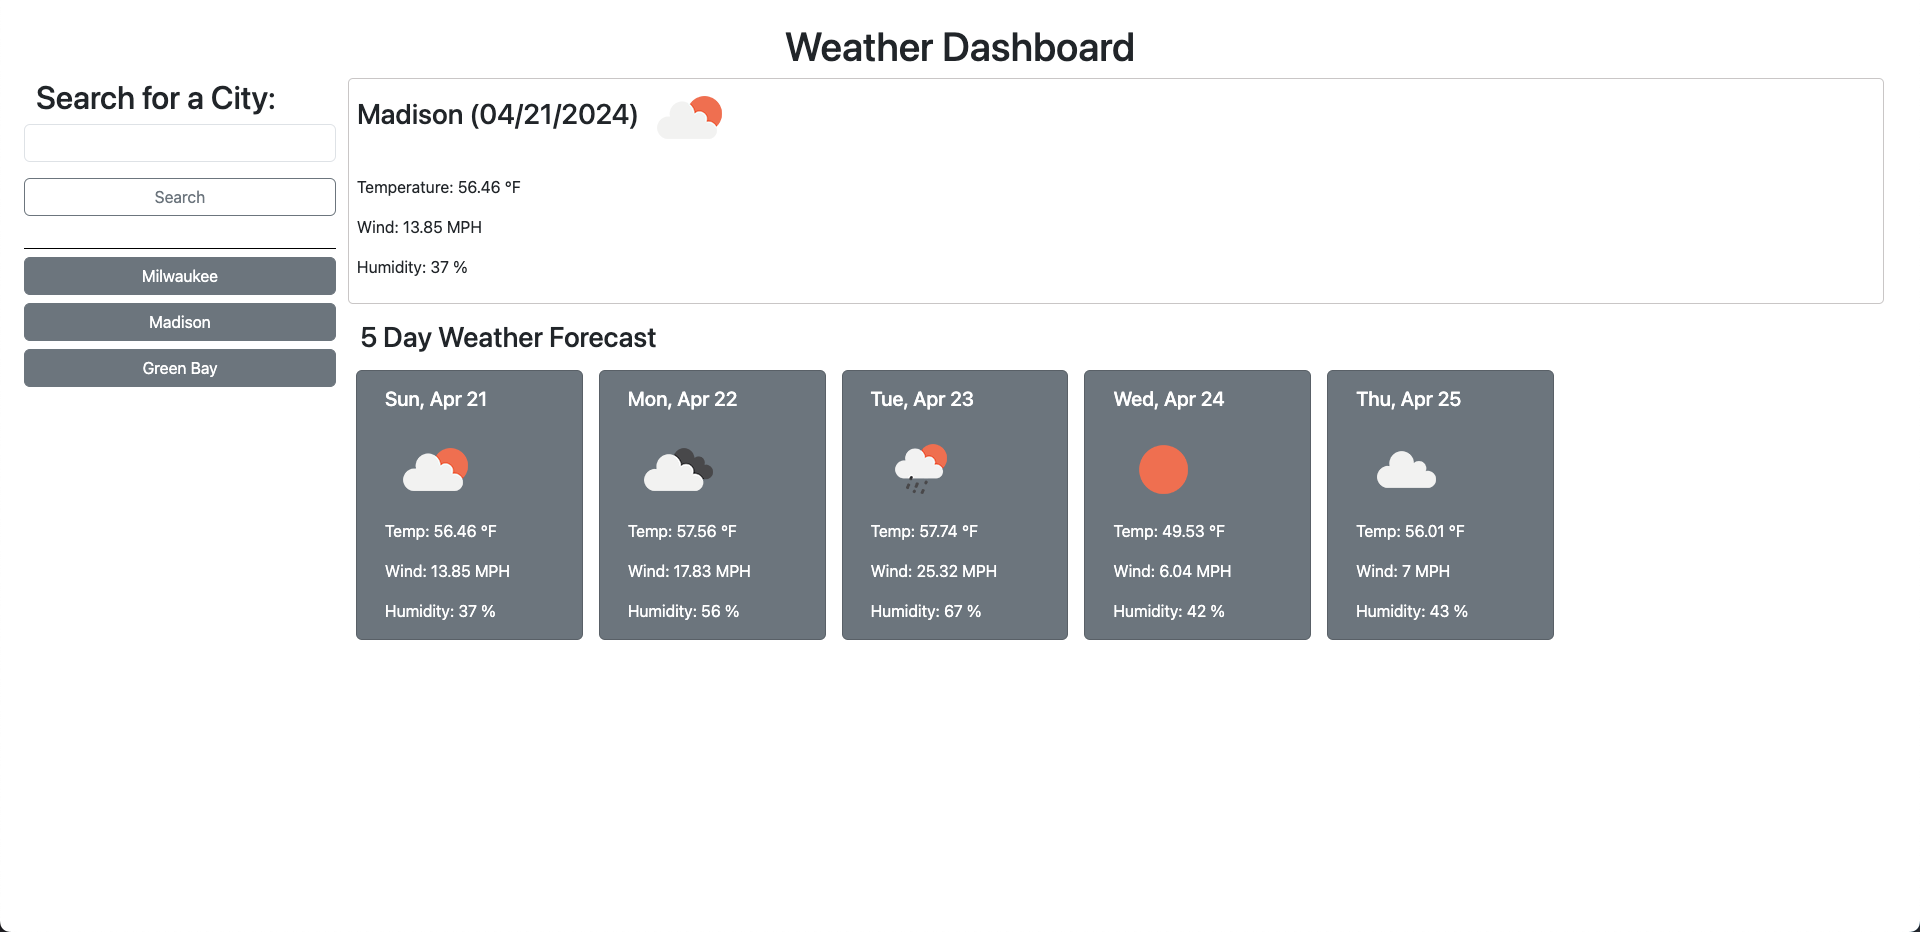 Weather Dashboard
Search for a City:
Search
Milwaukee
Madison
Green Bay
Madison (04/21/2024)
Temperature: 56.46 °F
Wind: 13.85 MPH
Humidity: 37 %
5 Day Weather Forecast
Sun, Apr 21
Temp: 56.46 °F
Wind: 13.85 MPH
Humidity: 37 %
Mon, Apr 22
Temp: 57.56 °F
Wind: 17.83 MPH
Humidity: 56 %
Tue, Apr 23
Temp: 57.74 °F
Wind: 25.32 MPH
Humidity: 67 %
Wed, Apr 24
Temp: 49.53 °F
Wind: 6.04 MPH
Humidity: 42 %
Thu, Apr 25
Temp: 56.01 °F
Wind: 7 MPH
Humidity: 43 %